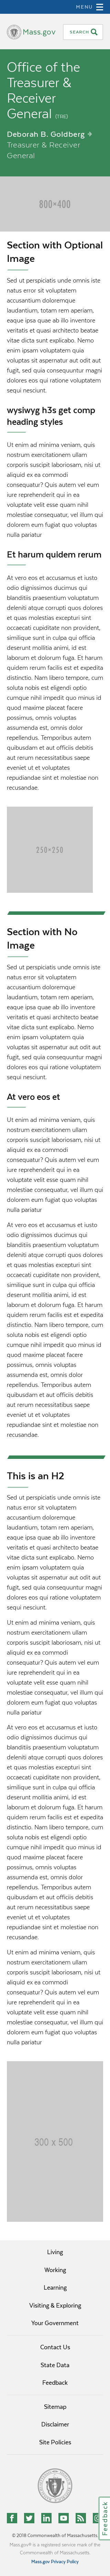 MENU
Mass.gov
SEARCH
Office of the
Treasurer &
Receiver
General (TRE)
Deborah B. Goldberg
Treasurer & Receiver
General
800×400
Section with Optional
Image
Sed ut perspiciatis unde omnis iste
natus error sit voluptatem
accusantium doloremque
laudantium, totam rem aperiam,
eaque ipsa quae ab illo inventore
veritatis et quasi architecto beatae
vitae dicta sunt explicabo. Nemo
enim ipsam voluptatem quia
voluptas sit aspernatur aut odit aut
fugit, sed quia consequuntur magni
dolores eos qui ratione voluptatem
sequi nesciunt.
wysiwyg h3s get comp
heading styles
Ut enim ad minima veniam, quis
nostrum exercitationem ullam
corporis suscipit laboriosam, nisi ut
aliquid ex ea commodi
consequatur? Quis autem vel eum
iure reprehenderit in ea
voluptate velit esse quam nihil
molestiae consequatur, vel illum qui
dolorem eum fugiat quo voluptas
nulla pariatur
Et harum quidem rerum
At vero eos et accusamus et iusto
odio dignissimos ducimus qui
blanditiis praesentium voluptatum
deleniti atque corrupti quos dolores
et quas molestias excepturi sint
occaecati cupiditate non provident,
similique sunt in culpa qui officia
deserunt mollitia animi, id est
laborum et dolorum fuga. Et harum
quidem rerum facilis est et expedita
distinctio. Nam libero tempore, cum
soluta nobis est eligendi optio
cumque nihil impedit quo minus id
quod maxime placeat facere
possimus, omnis voluptas
assumenda est, omnis dolor
repellendus. Temporibus autem
quibusdam et aut officiis debitis
aut rerum necessitatibus saepe
eveniet ut et voluptates
repudiandae sint et molestiae non
recusandae.
250×250
Section with No
Image
Sed ut perspiciatis unde omnis iste
natus error sit voluptatem
accusantium doloremque
laudantium, totam rem aperiam,
eaque ipsa quae ab illo inventore
veritatis et quasi architecto beatae
vitae dicta sunt explicabo. Nemo
enim ipsam voluptatem quia
voluptas sit aspernatur aut odit aut
fugit, sed quia consequuntur magni
dolores eos qui ratione voluptatem
sequi nesciunt.
At vero eos et
Ut enim ad minima veniam, quis
nostrum exercitationem ullam
corporis suscipit laboriosam, nisi ut
aliquid ex ea commodi
consequatur? Quis autem vel eum
iure reprehenderit in ea voluptate
velit esse quam nihil
molestiae consequatur, vel illum qui
dolorem eum fugiat quo voluptas
nulla pariatur
At vero eos et accusamus et iusto
odio dignissimos ducimus qui
blanditiis praesentium voluptatum
deleniti atque corrupti quos dolores
et quas molestias excepturi sint
occaecati cupiditate non provident,
similique sunt in culpa qui officia
deserunt mollitia animi, id est
laborum et dolorum fuga. Et harum
quidem rerum facilis est et expedita
distinctio. Nam libero tempore, cum
soluta nobis est eligendi optio
cumque nihil impedit quo minus id
quod maxime placeat facere
possimus, omnis voluptas
assumenda est, omnis dolor
repellendus. Temporibus autem
quibusdam et aut officiis debitis
aut rerum necessitatibus saepe
eveniet ut et voluptates
repudiandae sint et molestiae non
recusandae.
This is an H2
Sed ut perspiciatis unde omnis iste
natus error sit voluptatem
accusantium doloremque
laudantium, totam rem aperiam,
eaque ipsa quae ab illo inventore
veritatis et quasi architecto beatae
vitae dicta sunt explicabo. Nemo
enim ipsam voluptatem quia
voluptas sit aspernatur aut odit aut
fugit, sed quia consequuntur magni
dolores eos qui ratione voluptatem
sequi nesciunt.
Ut enim ad minima veniam, quis
nostrum exercitationem ullam
corporis suscipit laboriosam, nisi ut
aliquid ex ea commodi
consequatur? Quis autem vel eum
iure reprehenderit in ea
voluptate velit esse quam nihil
molestiae consequatur, vel illum qui
dolorem eum fugiat quo voluptas
nulla pariatur
At vero eos et accusamus et iusto
odio dignissimos ducimus qui
blanditiis praesentium voluptatum
deleniti atque corrupti quos dolores
et quas molestias excepturi sint
occaecati cupiditate non provident,
similique sunt in culpa qui officia
deserunt mollitia animi, id est
laborum et dolorum fuga. Et harum
quidem rerum facilis est et expedita
distinctio. Nam libero tempore, cum
soluta nobis est eligendi optio
cumque nihil impedit quo minus id
quod maxime placeat facere
possimus, omnis voluptas
assumenda est, omnis dolor
repellendus. Temporibus autem
quibusdam et aut officiis debitis
aut rerum necessitatibus saepe
eveniet ut et voluptates
repudiandae sint et molestiae non
recusandae.
Ut enim ad minima veniam, quis
nostrum exercitationem ullam
corporis suscipit laboriosam, nisi ut
aliquid ex ea commodi
consequatur? Quis autem vel eum
iure reprehenderit in ea
voluptate velit esse quam nihil
molestiae consequatur, vel illum qui
dolorem eum fugiat quo voluptas
nulla pariatur
300 x 500
Living
Working
Learning
Visiting & Exploring
Your Government
Contact Us
State Data
Feedback
Sitemap
Disclaimer
Site Policies
Feedback
© 2018 Commonwealth of Massachusetts.
Mass.gov® is a registered service mark of the
Commonwealth of Massachusetts.
Mass.gov Privacy Policy